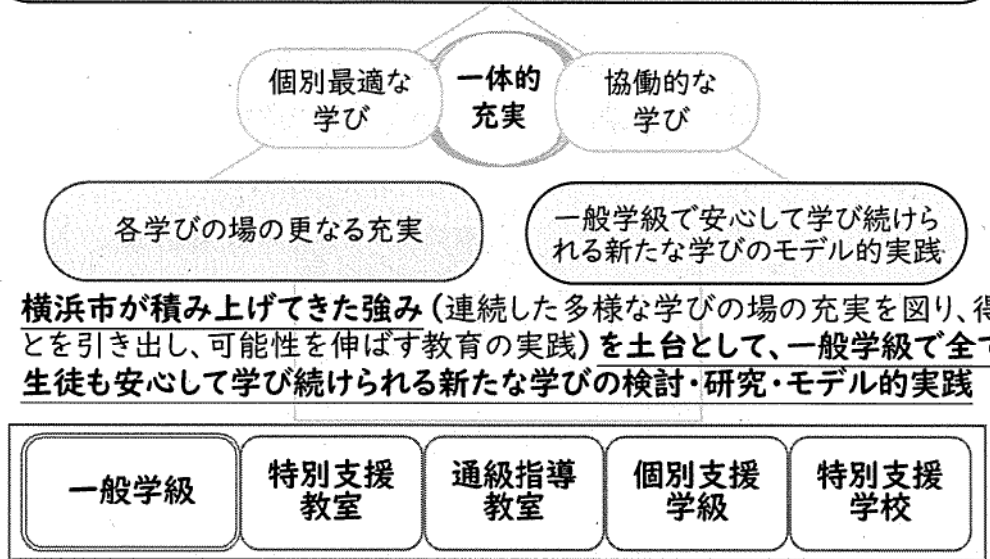 個別最適な
学び
一体的
充実
協働的な
学び
各学びの場の更なる充実
一般学級で安心して学び続けら
れる新たな学びのモデル的実践
横浜市が積み上げてきた強み（連続した多様な学びの場の充実を図り、得
とを引き出し、可能性を伸ばす教育の実践）を土台として、一般学級で全て
生徒も安心して学び続けられる新たな学びの検討・研究・モデル的実践
一般学級
特別支援
教室
通級指導
教室
個別支援
学級
特別支援
学校